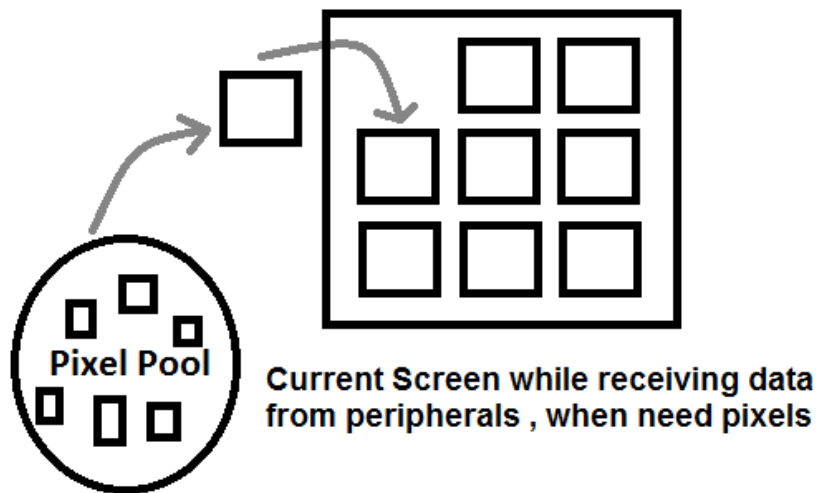 Pixel Pool
Current Screen while receiving data
from peripherals , when need pixels